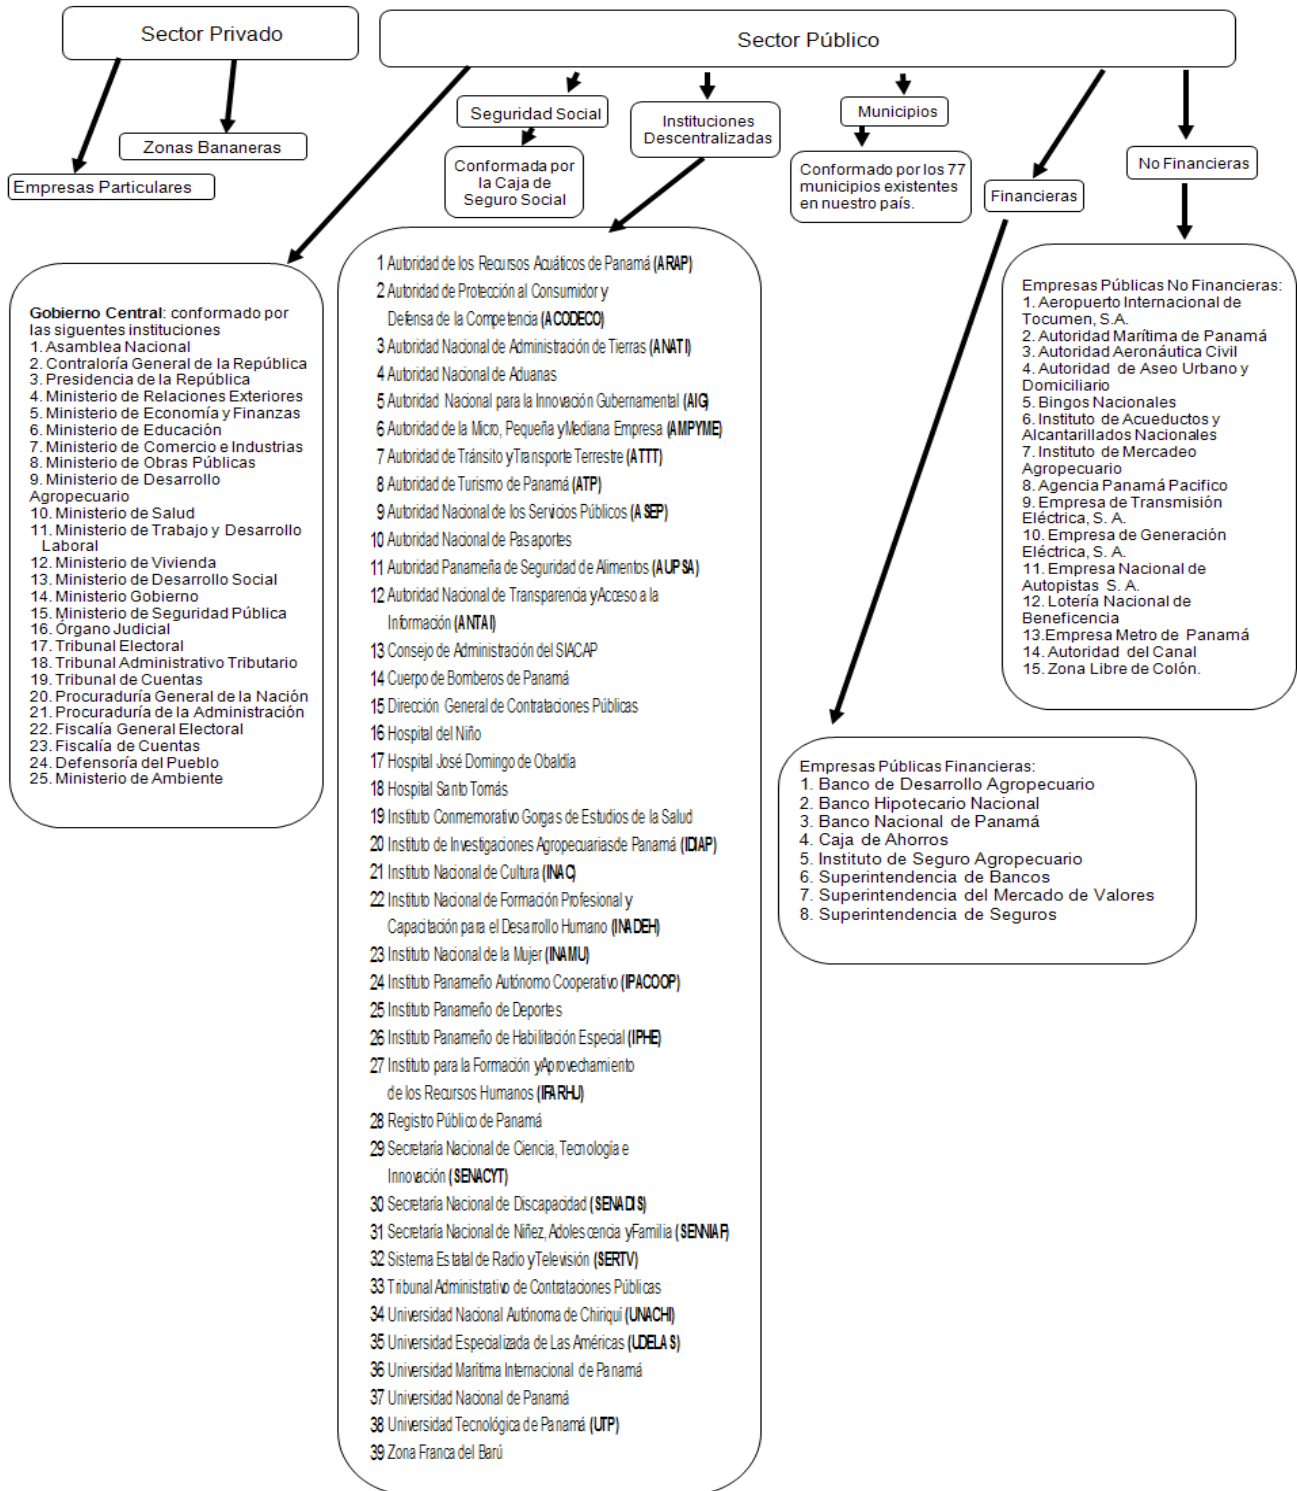 Sector Privado
Sector Público
Seguridad Social
Instituciones
Descentralizadas
Municipios
Zonas Bananeras
Empresas Particulares
Conformada por
la Caja de
Seguro Social
Conformado por los 77
municipios existentes
en nuestro país.
Financieras
No Financieras
Gobierno Central: conformado por
las siguentes instituciones
1. Asamblea Nacional
2. Contraloría General de la República
3. Presidencia de la República
4. Ministerio de Relaciones Exteriores
5. Ministerio de Economía y Finanzas
6. Ministerio de Educación
7. Ministerio de Comercio e Industrias
8. Ministerio de Obras Públicas
9. Ministerio de Desarrollo
Agropecuario
10. Ministerio de Salud
11. Ministerio de Trabajo y Desarrollo
Laboral
12. Ministerio de Vivienda
13. Ministerio de Desarrollo Social
14. Ministerio Gobierno
15. Ministerio de Seguridad Pública
16. Órgano Judicial
17. Tribunal Electoral
18. Tribunal Administrativo Tributario
19. Tribunal de Cuentas
20. Procuraduría General de la Nación
21. Procuraduría de la Administración
22. Fiscalía General Electoral
23. Fiscalía de Cuentas
24. Defensoría del Pueblo
25. Ministerio de Ambiente
1 Autoridad de los Recursos Acuáticos de Panamá (ARAP)
2 Autoridad de Protección al Consumidor y
Defensa de la Competencia (ACODECO)
3 Autoridad Nacional de Administración de Tierras (ANATI)
4 Autoridad Nacional de Aduanas
5 Autoridad Nacional para la Innovación Gubernamental (AIG)
6 Autoridad de la Micro, Pequeña y Mediana Empresa (AMPYME)
7 Autoridad de Tránsito y Transporte Terrestre (ATTT)
8 Autoridad de Turismo de Panamá (ATP)
9 Autoridad Nacional de los Servicios Públicos (ASEP)
10 Autoridad Nacional de Pasaportes
11 Autoridad Panameña de Seguridad de Alimentos (AUPSA)
12 Autoridad Nacional de Transparencia y Acceso a la
Información (ANTAI)
13 Consejo de Administración del SIACAP
14 Cuerpo de Bomberos de Panamá
15 Dirección General de Contrataciones Públicas
16 Hospital del Niño
17 Hospital José Domingo de Obaldía
18 Hospital Santo Tomás
19 Instituto Conmemorativo Gorgas de Estudios de la Salud
20 Instituto de Investigaciones Agropecuariasde Panamá (IDIAP)
21 Instituto Nacional de Cultura (INAC)
22 Instituto Nacional de Formación Profesional y
Capacitación para el Desarrollo Humano (INADEH)
23 Instituto Nacional de la Mujer (INAMU)
24 Instituto Panameño Autónomo Cooperativo (IPACOOP)
25 Instituto Panameño de Deportes
26 Instituto Panameño de Habilitación Especial (IPHE)
27 Instituto para la Formación y Aprovechamiento
de los Recursos Humanos (IFARHU)
28 Registro Público de Panamá
29 Secretaría Nacional de Ciencia, Tecnología e
Innovación (SENACYT)
30 Secretaría Nacional de Discapacidad (SENADIS)
31 Secretaría Nacional de Niñez, Adolescencia y Familia (SENNIAF)
32 Sistema Estatal de Radio y Televisión (SERTV)
33 Tribunal Administrativo de Contrataciones Públicas
34 Universidad Nacional Autónoma de Chiriquí (UNACHI)
35 Universidad Especializada de Las Américas (UDELAS)
36 Universidad Marítima Internacional de Panamá
37 Universidad Nacional de Panamá
38 Universidad Tecnológica de Panamá (UTP)
39 Zona Franca del Barú
Empresas Públicas No Financieras:
1. Aeropuerto Internacional de
Tocumen, S.A.
2. Autoridad Marítima de Panamá
3. Autoridad Aeronáutica Civil
4. Autoridad de Aseo Urbano y
Domiciliario
5. Bingos Nacionales
6. Instituto de Acueductos y
Alcantarillados Nacionales
7. Instituto de Mercadeo
Agropecuario
8. Agencia Panamá Pacifico
9. Empresa de Transmisión
Eléctrica, S. A.
10. Empresa de Generación
Eléctrica, S. A.
11. Empresa Nacional de
Autopistas S. A.
12. Lotería Nacional de
Beneficencia
13.Empresa Metro de Panamá
14. Autoridad del Canal
15. Zona Libre de Colón.
Empresas Públicas Financieras:
1. Banco de Desarrollo Agropecuario
2. Banco Hipotecario Nacional
3. Banco Nacional de Panamá
4. Caja de Ahorros
5. Instituto de Seguro Agropecuario
6. Superintendencia de Bancos
7. Superintendencia del Mercado de Valores
8. Superintendencia de Seguros